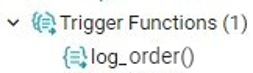 Trigger Functions (1)
log_order()